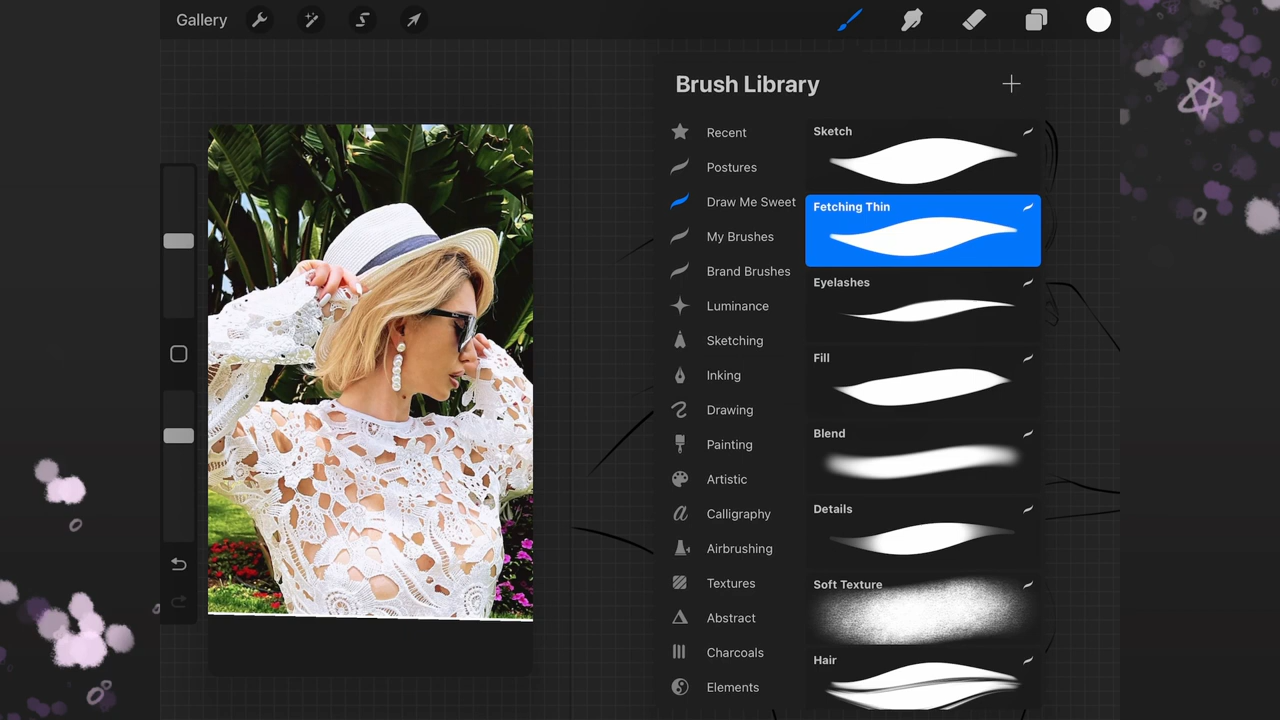 Gallery
Brush Library
Recent
Postures
Draw Me Sweet
My Brushes
Brand Brushes
Luminance
Sketching
Inking
Drawing
Painting
Artistic
Calligraphy
Airbrushing
Textures
Abstract
Charcoals
Elements
Sketch
Fetching Thin
Eyelashes
Fill
Blend
Details
Soft Texture
Hair